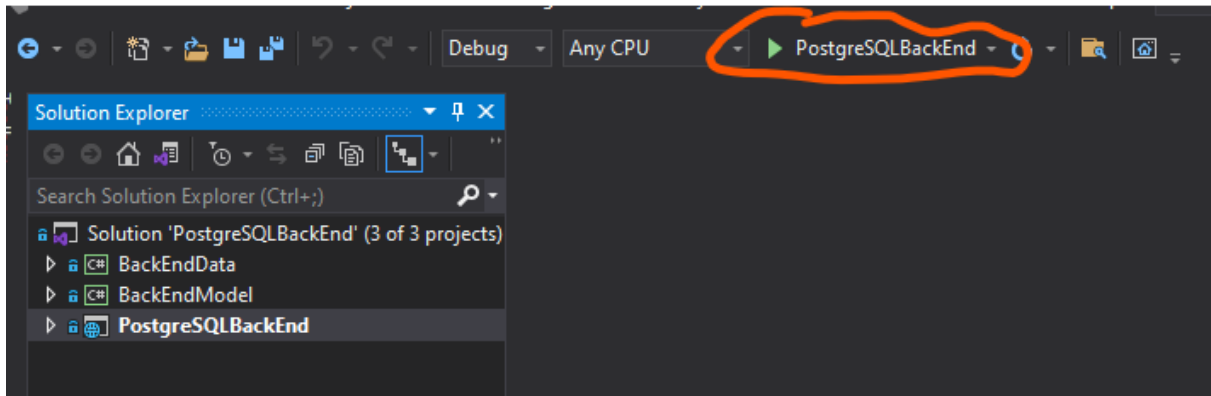 Debug Any CPU PostgreSQLBackEnd
Solution Explorer
Search Solution Explorer (Ctrl+;)
Solution 'PostgreSQLBackEnd' (3 of 3 projects)
C# BackEndData
C# BackEndModel
PostgreSQLBackEnd